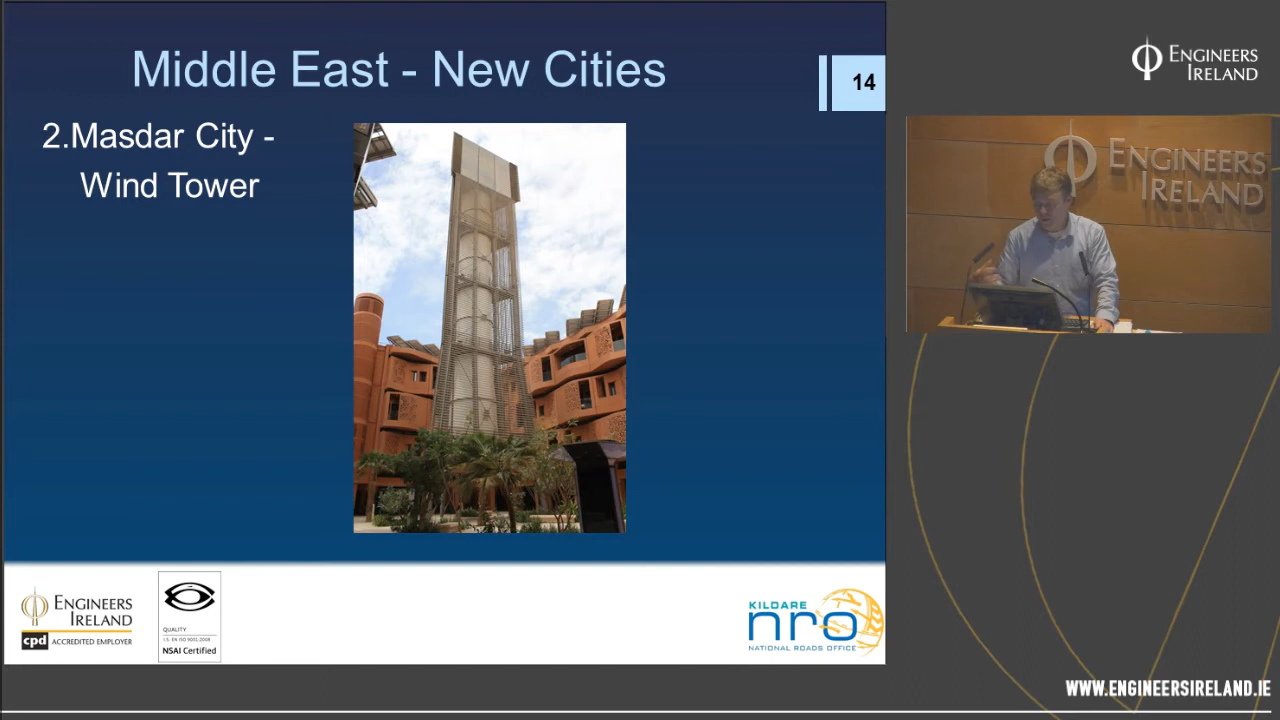 Middle East - New Cities
14
2.Masdar City -
Wind Tower
ENGINEERS
IRELAND
cpd ACCREDITED EMPLOYER
QUALITY
I.S. EN ISO 9001:2008
NSAI Certified
KILDARE
nro
NATIONAL ROADS OFFICE
ENGINEERS
IRELAND
ENGINEERS
IRELAND
WWW.ENGINEERSIRELAND.IE